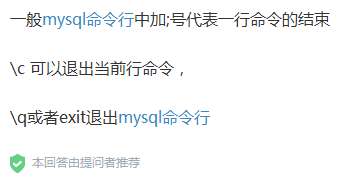 一般mysql命令行中加;号代表一行命令的结束
\c 可以退出当前行命令，
\q或者exit退出mysql命令行
本回答由提问者推荐